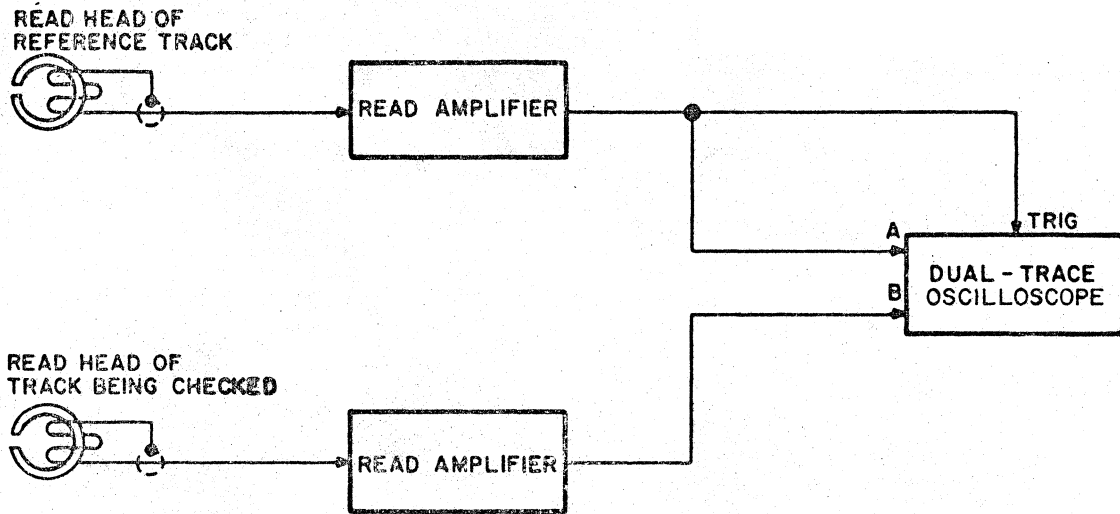 READ HEAD OF
REFERENCE TRACK
READ AMPLIFIER
A
TRIG
DUAL - TRACE
OSCILLOSCOPE
B
READ HEAD OF
TRACK BEING CHECKED
READ AMPLIFIER